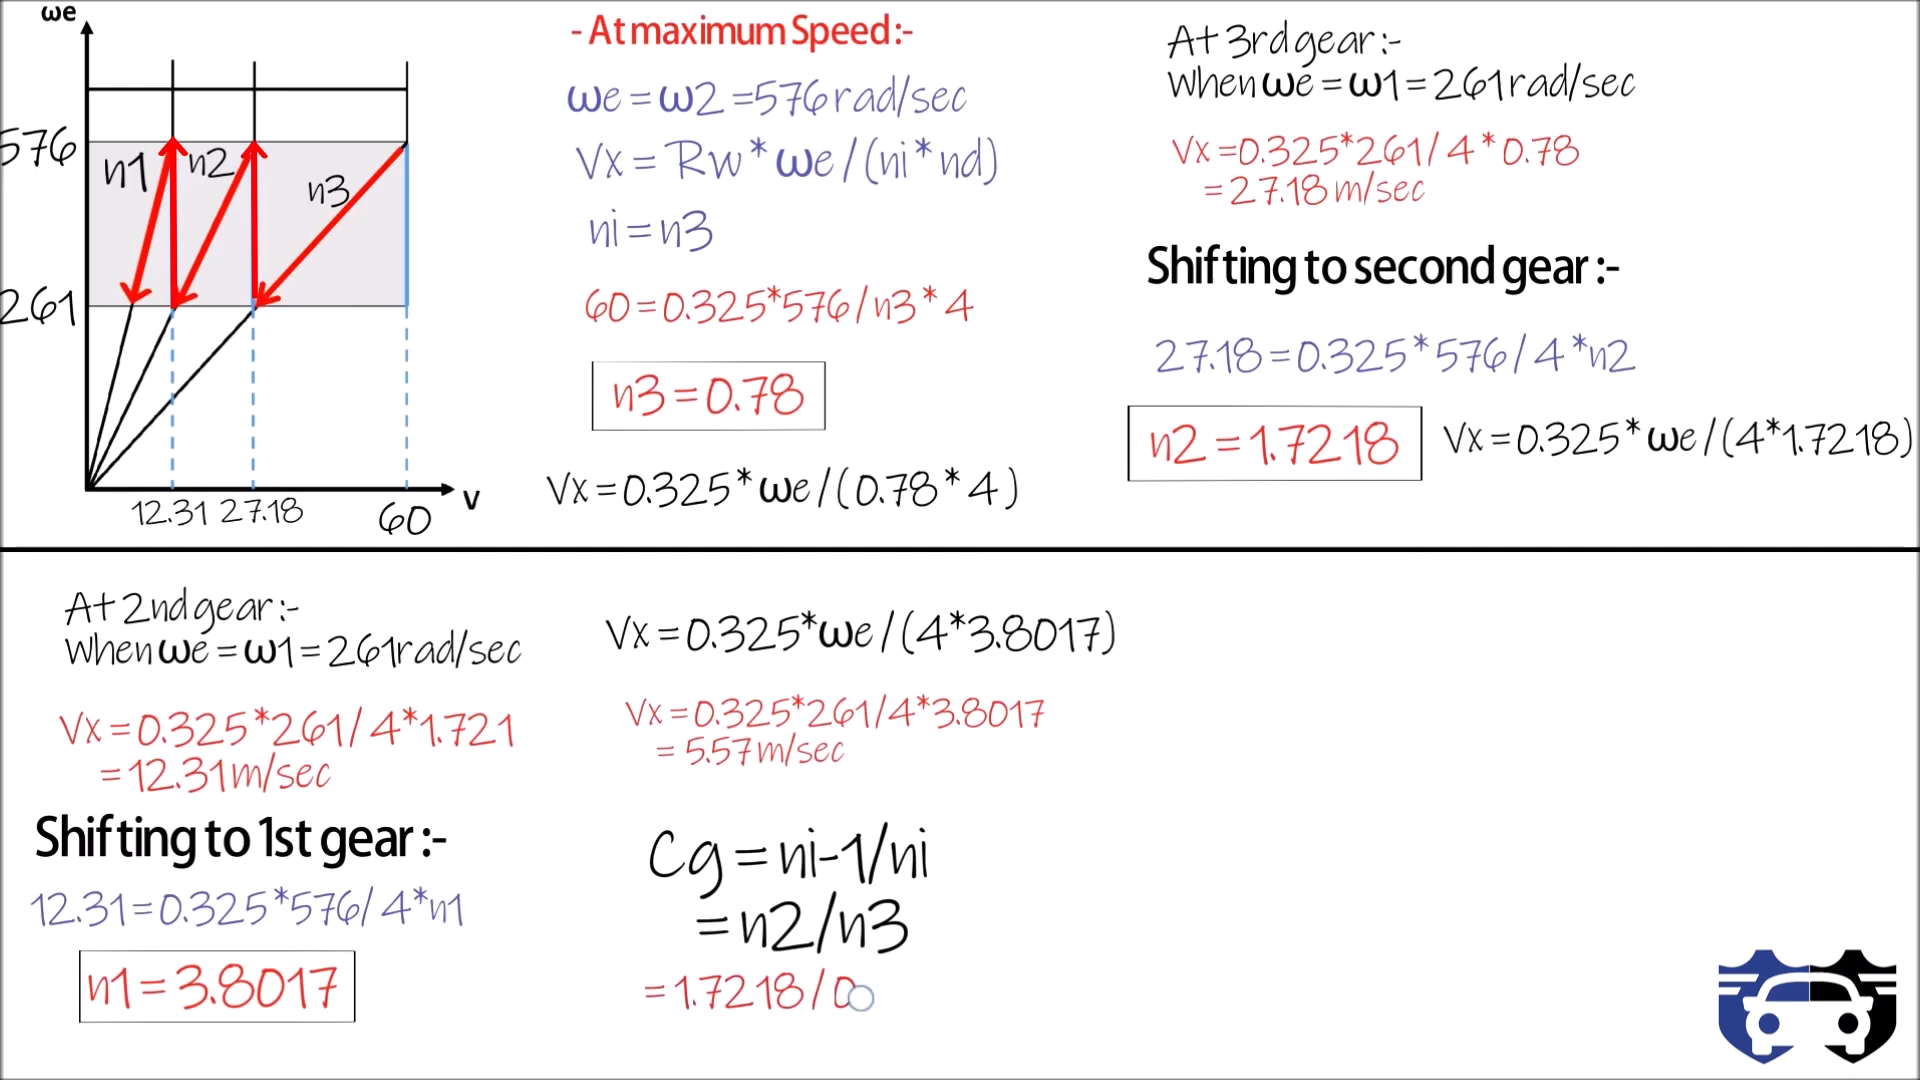 ωe
576
261
n1
n2
n3
12.31 27.18 60
V
- At maximum Speed :-
ωe = ω2 =576 rad/sec
Vx = Rw*ωe/(ni*nd)
ni = n3
60 = 0.325*576/n3*4
n3 = 0.78
Vx = 0.325*ωe/(0.78*4)
At 3rd gear :-
When ωe = ω1 = 261 rad/sec
Vx =0.325*261/4*0.78
= 27.18 m/sec
Shifting to second gear :-
27.18 = 0.325*576/4*n2
n2 = 1.7218
Vx = 0.325*ωe/(4*1.7218)
At 2nd gear :-
When ωe = ω1 = 261rad/sec
Vx = 0.325*261/4*1.721
= 12.31m/sec
Shifting to 1st gear :-
12.31 = 0.325*576/4*n1
n1 = 3.8017
Vx = 0.325*ωe/(4*3.8017)
Vx = 0.325*261/4*3.8017
= 5.57m/sec
Cg = ni-1/ni
= n2/n3
= 1.7218/0